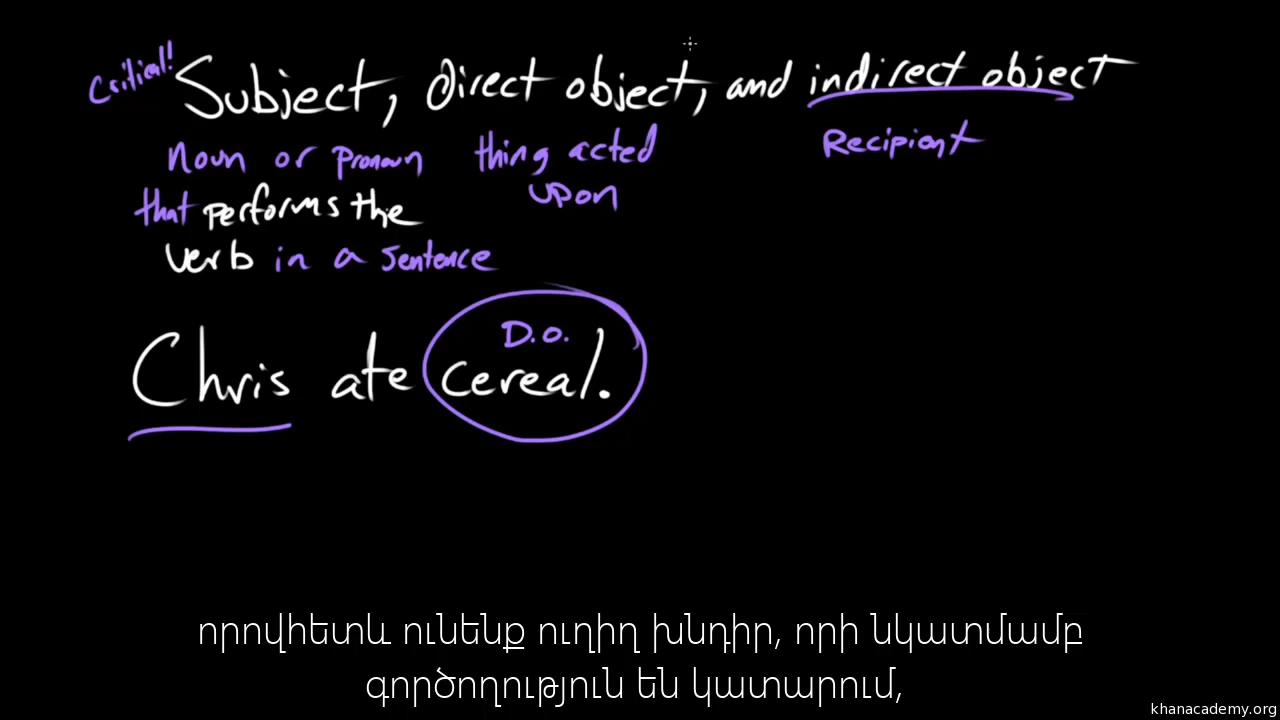 Critical!
Subject, direct object, and indirect object
noun or pronoun
that performs the
verb in a sentence
thing acted
upon
Recipient
D.O.
Chris ate cereal.
որովհետև ունենք ուղիղ խնդիր, որի նկատմամբ
գործողություն են կատարում,
khanacademy.org